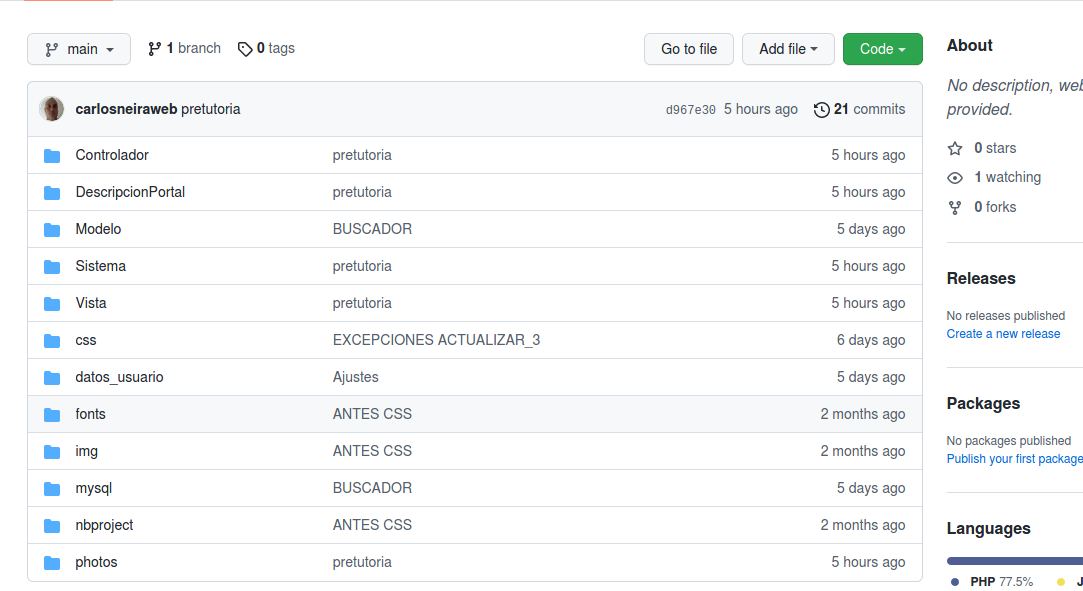 main 1 branch 0 tags Go to file Add file Code
carlosneiraweb pretutoria d967e30 5 hours ago 21 commits
Controlador pretutoria 5 hours ago
DescripcionPortal pretutoria 5 hours ago
Modelo BUSCADOR 5 days ago
Sistema pretutoria 5 hours ago
Vista pretutoria 5 hours ago
css EXCEPCIONES ACTUALIZAR_3 6 days ago
datos_usuario Ajustes 5 days ago
fonts ANTES CSS 2 months ago
img ANTES CSS 2 months ago
mysql BUSCADOR 5 days ago
nbproject ANTES CSS 2 months ago
photos pretutoria 5 hours ago
About
No description, web
provided.
0 stars
1 watching
0 forks
Releases
No releases published
Create a new release
Packages
No packages published
Publish your first package
Languages
PHP 77.5%